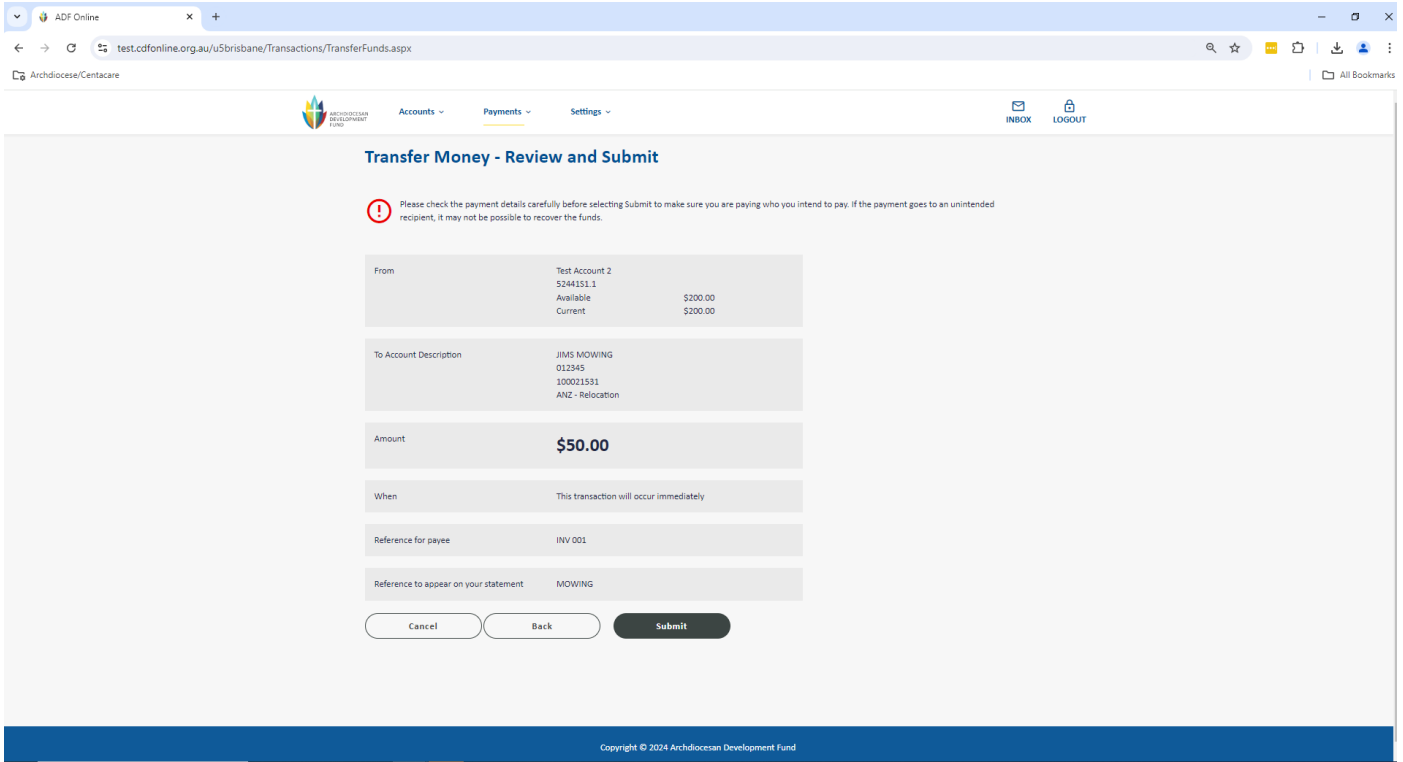 ADF Online
test.cdfonline.org.au/u5brisbane/Transactions/TransferFunds.aspx
Archdiocese/Centacare
All Bookmarks
ARCHDIOCESAN
DEVELOPMENT
FUND
Accounts
Payments
Settings
INBOX
LOGOUT
Transfer Money - Review and Submit
Please check the payment details carefully before selecting Submit to make sure you are paying who you intend to pay. If the payment goes to an unintended
recipient, it may not be possible to recover the funds.
From
Test Account 2
52441S1.1
Available $200.00
Current $200.00
To Account Description
JIMS MOWING
012345
100021531
ANZ - Relocation
Amount
$50.00
When
This transaction will occur immediately
Reference for payee
INV 001
Reference to appear on your statement
MOWING
Cancel
Back
Submit
Copyright © 2024 Archdiocesan Development Fund